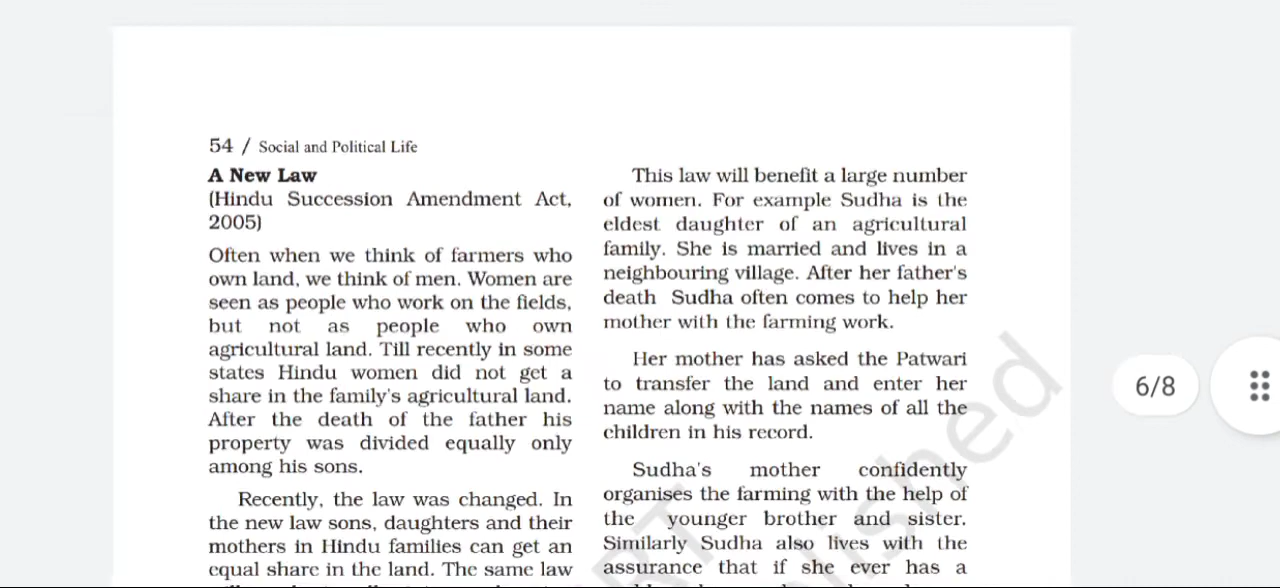 54 / Social and Political Life
A New Law
(Hindu Succession Amendment Act,
2005)
Often when we think of farmers who
own land, we think of men. Women are
seen as people who work on the fields,
but not as people who own
agricultural land. Till recently in some
states Hindu women did not get a
share in the family's agricultural land.
After the death of the father his
property was divided equally only
among his sons.
Recently, the law was changed. In
the new law sons, daughters and their
mothers in Hindu families can get an
equal share in the land. The same law
This law will benefit a large number
of women. For example Sudha is the
eldest daughter of an agricultural
family. She is married and lives in a
neighbouring village. After her father's
death Sudha often comes to help her
mother with the farming work.
Her mother has asked the Patwari
to transfer the land and enter her
name along with the names of all the
children in his record.
Sudha's mother confidently
organises the farming with the help of
the younger brother and sister.
Similarly Sudha also lives with the
assurance that if she ever has a
6/8